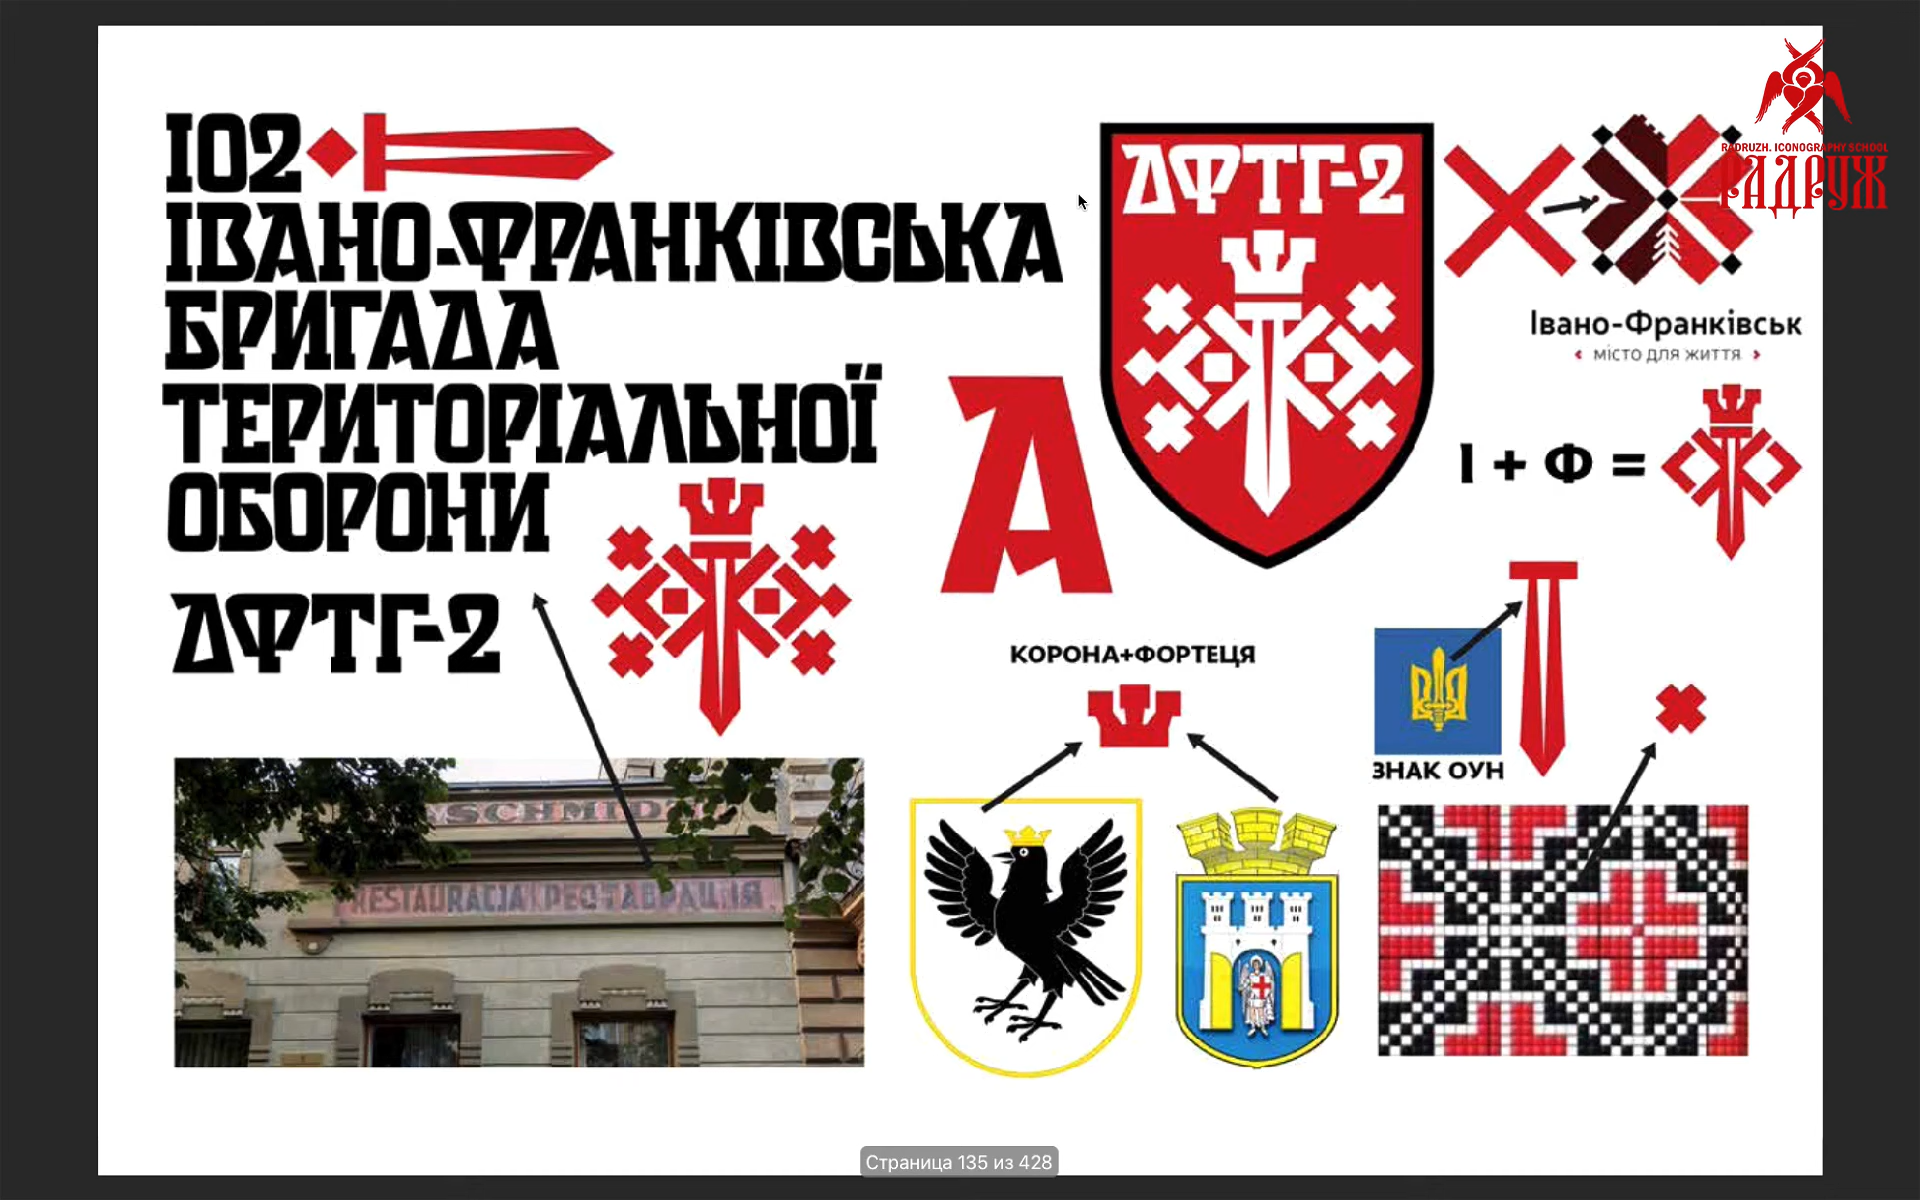 102
ІВАНО-ФРАНКІВСЬКА
БРИГАДА
ТЕРИТОРІАЛЬНОЇ
ОБОРОНИ
ДФТГ-2
ДФТГ-2
А
RADRUZH. ICONOGRAPHY SCHOOL
РАДРУЖ
Івано-Франківськ
‹ місто для життя ›
І + Ф =
КОРОНА+ФОРТЕЦЯ
ЗНАК ОУН
SCHMIDT
RESTAURACJA РЕСТАВРАЦІЯ
Страница 135 из 428